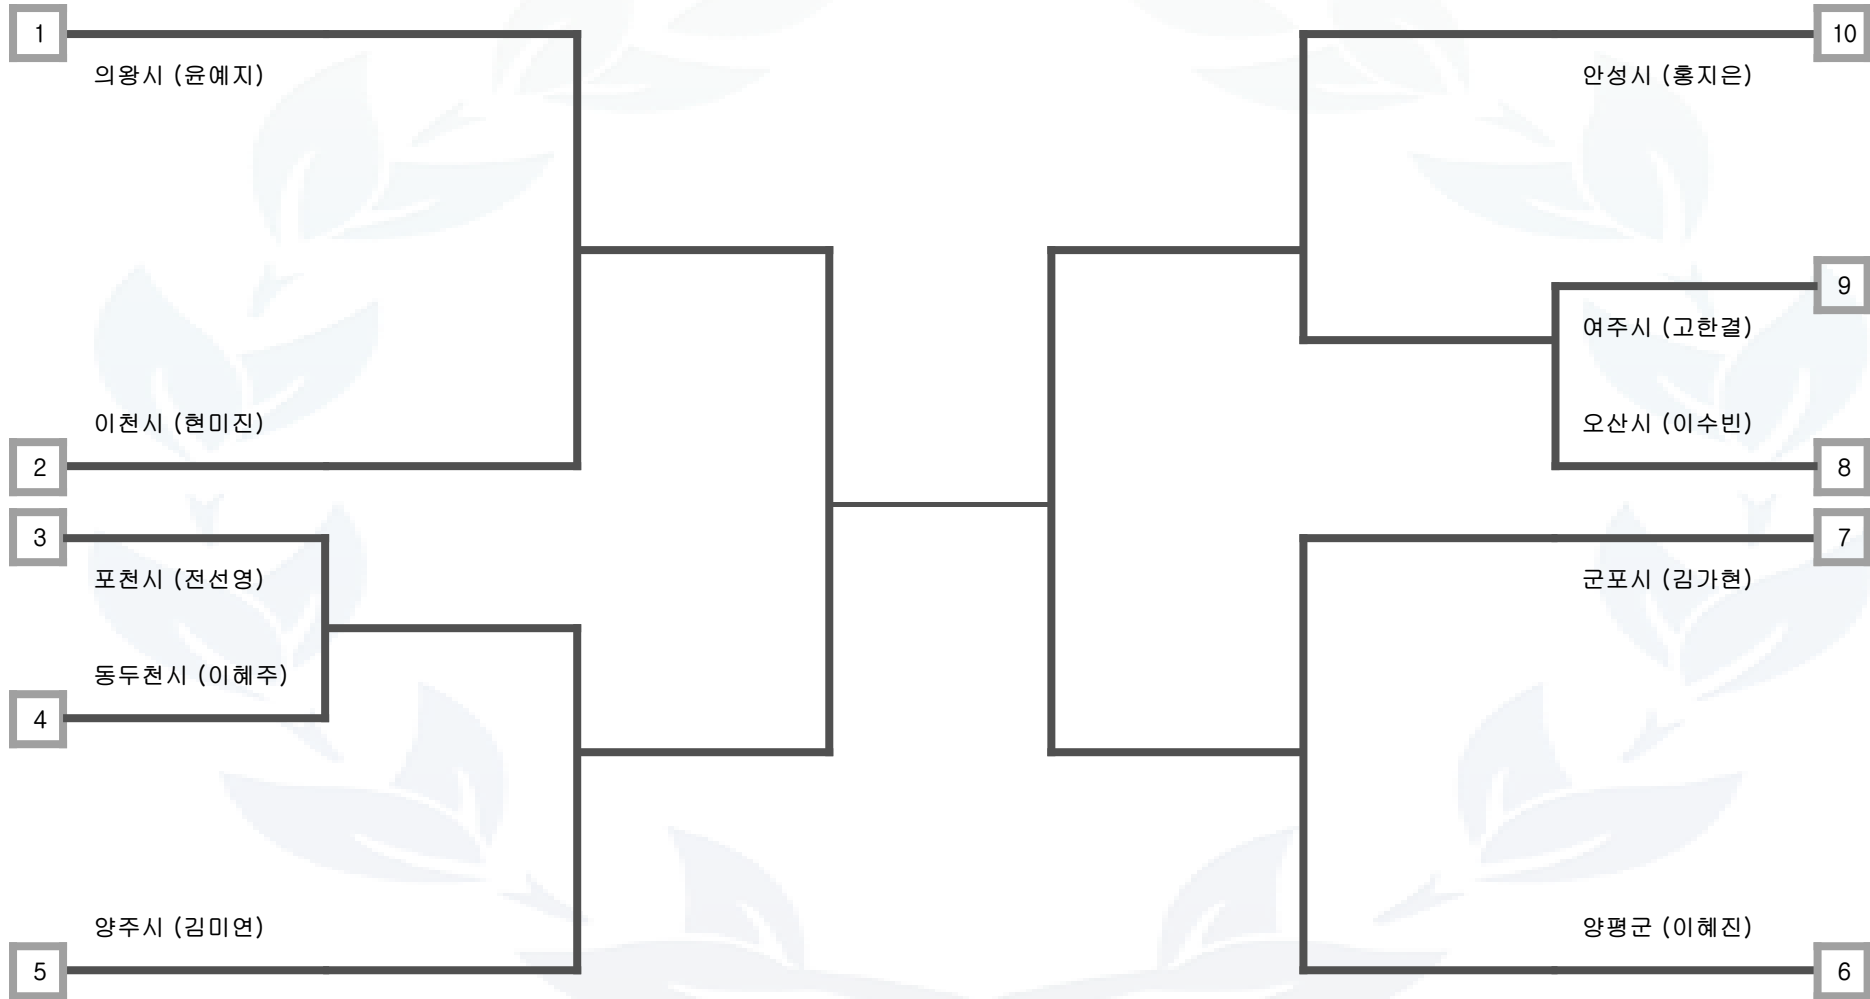 1
의왕시 (윤예지)
이천시 (현미진)
2
3
포천시 (전선영)
동두천시 (이혜주)
4
양주시 (김미연)
5
10
안성시 (홍지은)
9
여주시 (고한결)
오산시 (이수빈)
8
7
군포시 (김가현)
양평군 (이혜진)
6